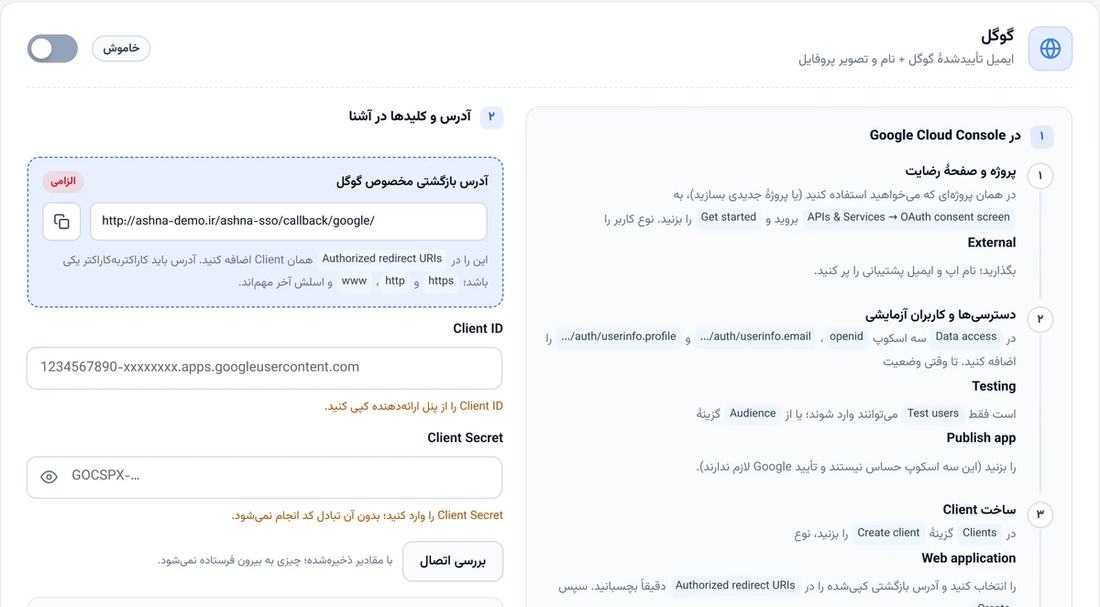 گوگل
ایمیل تأییدشدهٔ گوگل + نام و تصویر پروفایل
خاموش
۱ در Google Cloud Console
۱ پروژه و صفحهٔ رضایت
در همان پروژه‌ای که می‌خواهید استفاده کنید (یا پروژهٔ جدیدی بسازید)، به
APIs & Services → OAuth consent screen بروید و Get started را بزنید. نوع کاربر را
External
بگذارید؛ نام اپ و ایمیل پشتیبانی را پر کنید.
۲ دسترسی‌ها و کاربران آزمایشی
در Data access سه اسکوپ openid ، .../auth/userinfo.email و .../auth/userinfo.profile را
اضافه کنید. تا وقتی وضعیت
Testing
است فقط Test users می‌توانند وارد شوند؛ یا از Audience گزینهٔ
Publish app
را بزنید (این سه اسکوپ حساس نیستند و تأیید Google لازم ندارند).
۳ ساخت Client
در Clients گزینهٔ Create client را بزنید، نوع
Web application
را انتخاب کنید و آدرس بازگشتی کپی‌شده را در Authorized redirect URIs دقیقاً بچسبانید. سپس
۲ آدرس و کلیدها در آشنا
آدرس بازگشتی مخصوص گوگل
الزامی
http://ashna-demo.ir/ashna-sso/callback/google/
این را در Authorized redirect URIs همان Client اضافه کنید. آدرس باید کاراکتربه‌کاراکتر یکی
باشد؛ https و http ، www و اسلش آخر مهم‌اند.
Client ID
1234567890-xxxxxxxx.apps.googleusercontent.com
Client ID را از پنل ارائه‌دهنده کپی کنید.
Client Secret
GOCSPX-…
Client Secret را وارد کنید؛ بدون آن تبادل کد انجام نمی‌شود.
بررسی اتصال
با مقادیر ذخیره‌شده؛ چیزی به بیرون فرستاده نمی‌شود.